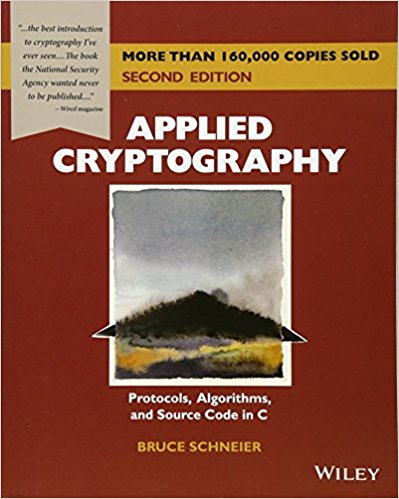 "...the best introduction
to cryptography I've
ever seen....The book
the National Security
Agency wanted never
to be published...."
—Wired magazine
MORE THAN 160,000 COPIES SOLD
SECOND EDITION
APPLIED
CRYPTOGRAPHY
Protocols, Algorithms,
and Source Code in C
BRUCE SCHNEIER
WILEY